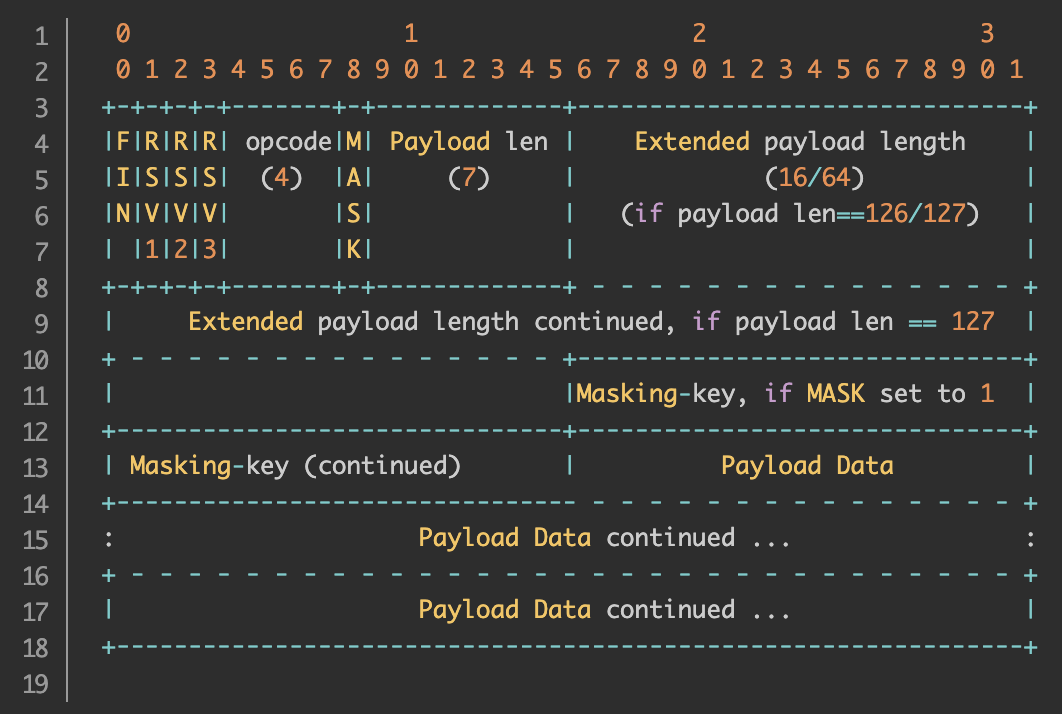 1      0                   1                   2                   3
2      0 1 2 3 4 5 6 7 8 9 0 1 2 3 4 5 6 7 8 9 0 1 2 3 4 5 6 7 8 9 0 1
3     +-+-+-+-+-------+-+-------------+-------------------------------+
4     |F|R|R|R| opcode|M| Payload len |    Extended payload length    |
5     |I|S|S|S|  (4)  |A|     (7)     |             (16/64)           |
6     |N|V|V|V|       |S|             |   (if payload len==126/127)   |
7     | |1|2|3|       |K|             |                               |
8     +-+-+-+-+-------+-+-------------+ - - - - - - - - - - - - - - - +
9     |     Extended payload length continued, if payload len == 127  |
10    + - - - - - - - - - - - - - - - +-------------------------------+
11    |                               |Masking-key, if MASK set to 1  |
12    +-------------------------------+-------------------------------+
13    | Masking-key (continued)       |          Payload Data         |
14    +-------------------------------- - - - - - - - - - - - - - - - +
15    :                     Payload Data continued ...                :
16    + - - - - - - - - - - - - - - - - - - - - - - - - - - - - - - - +
17    |                     Payload Data continued ...                |
18    +---------------------------------------------------------------+
19